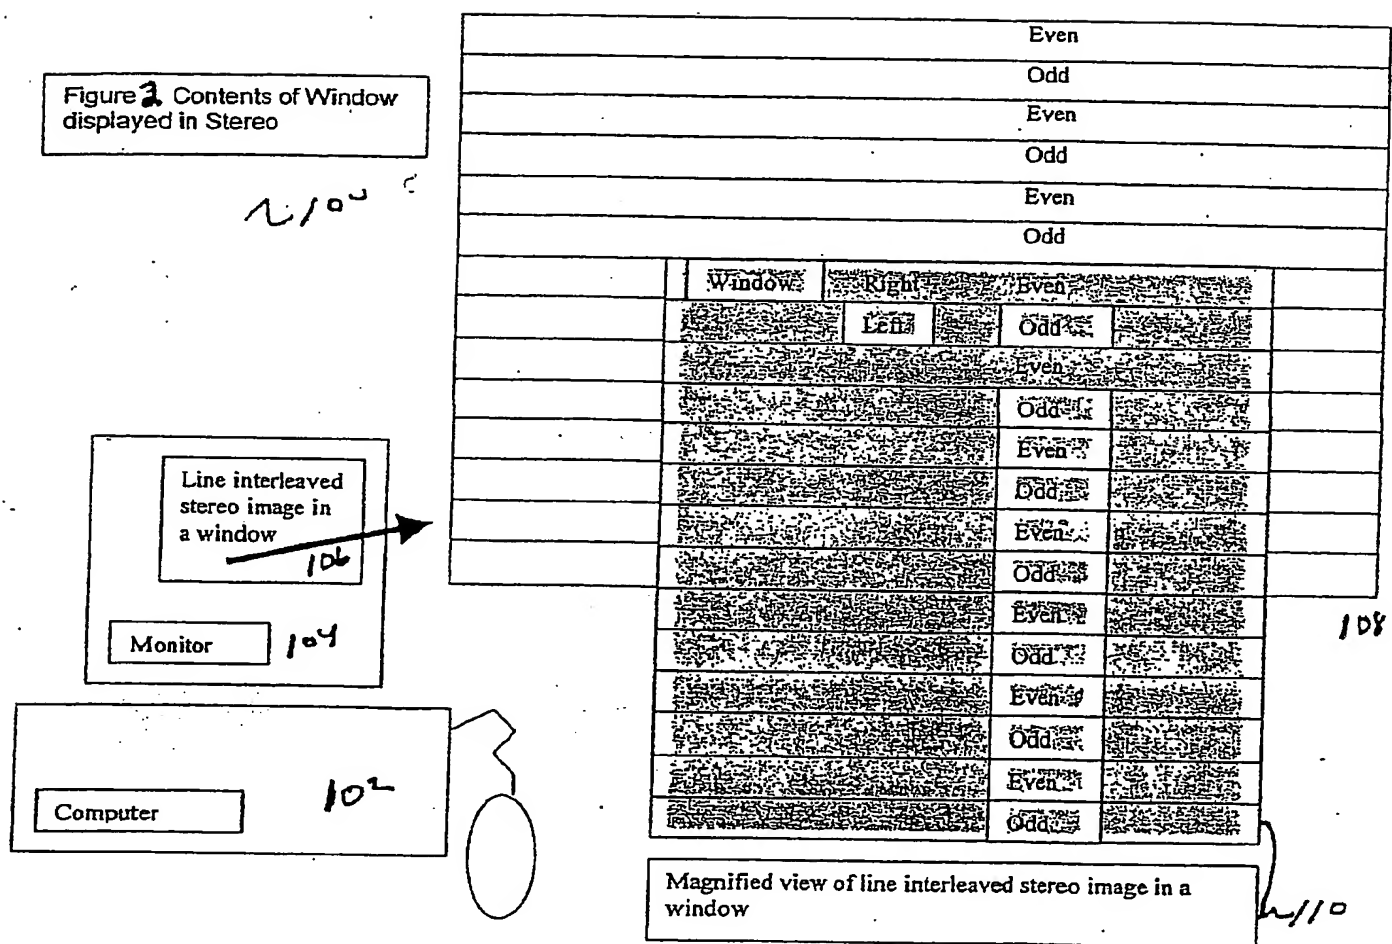 Figure 2 Contents of Window
displayed in Stereo
100
Even
Odd
Even
Odd
Even
Odd
Window Right Even
Left Odd
Even
Odd
Even
Odd
Even
Odd
Even
Odd
Even
Odd
Even
Odd
108
Line interleaved
stereo image in
a window
106
Monitor 104
Computer 102
Magnified view of line interleaved stereo image in a
window
110